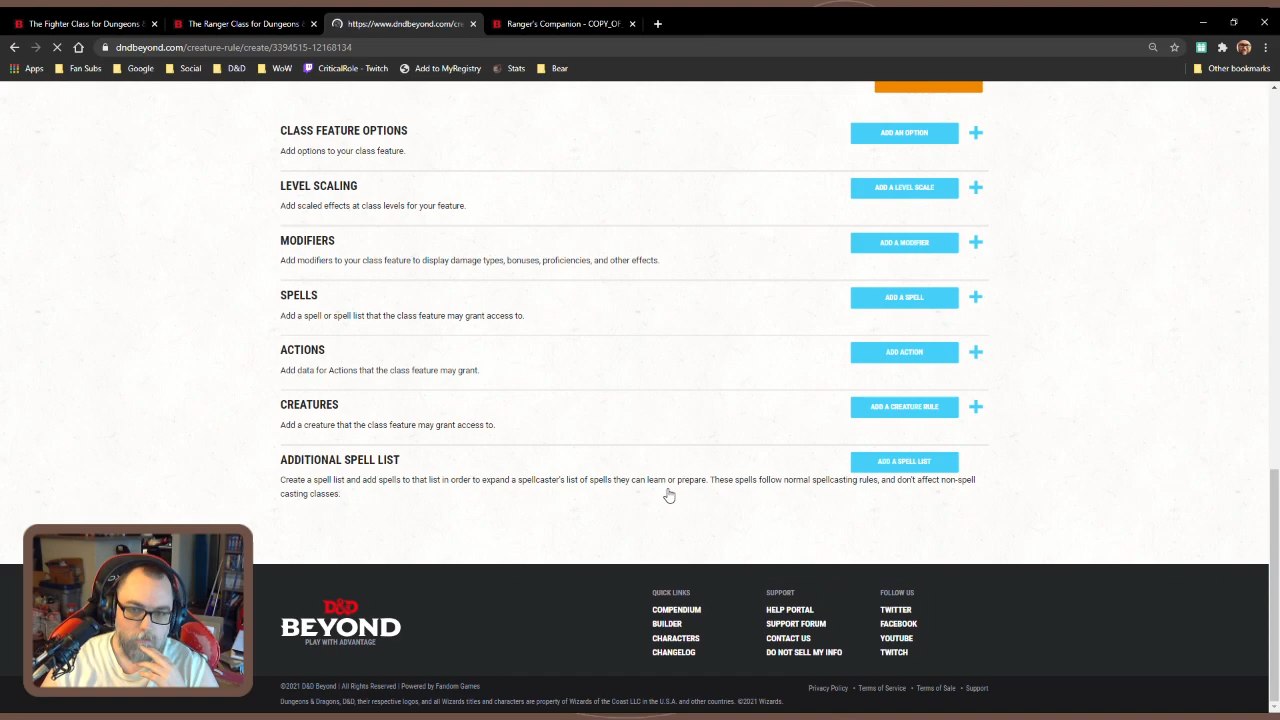 The Fighter Class for Dungeons &
The Ranger Class for Dungeons &
https://www.dndbeyond.com/cre
Ranger's Companion - COPY_OF
dndbeyond.com/creature-rule/create/3394515-12168134
Apps
Fan Subs
Google
Social
D&D
WoW
CriticalRole - Twitch
Add to MyRegistry
Stats
Bear
Other bookmarks
CLASS FEATURE OPTIONS
ADD AN OPTION
Add options to your class feature.
LEVEL SCALING
ADD A LEVEL SCALE
Add scaled effects at class levels for your feature.
MODIFIERS
ADD A MODIFIER
Add modifiers to your class feature to display damage types, bonuses, proficiencies, and other effects.
SPELLS
ADD A SPELL
Add a spell or spell list that the class feature may grant access to.
ACTIONS
ADD ACTION
Add data for Actions that the class feature may grant.
CREATURES
ADD A CREATURE RULE
Add a creature that the class feature may grant access to.
ADDITIONAL SPELL LIST
ADD A SPELL LIST
Create a spell list and add spells to that list in order to expand a spellcaster's list of spells they can learn or prepare. These spells follow normal spellcasting rules, and don't affect non-spell
casting classes.
D&D
BEYOND
PLAY WITH ADVANTAGE
QUICK LINKS
COMPENDIUM
BUILDER
CHARACTERS
CHANGELOG
SUPPORT
HELP PORTAL
SUPPORT FORUM
CONTACT US
DO NOT SELL MY INFO
FOLLOW US
TWITTER
FACEBOOK
YOUTUBE
TWITCH
©2021 D&D Beyond | All Rights Reserved | Powered by Fandom Games
Privacy Policy • Terms of Service • Terms of Sale • Support
Dungeons & Dragons, D&D, their respective logos, and all Wizards titles and characters are property of Wizards of the Coast LLC in the U.S.A. and other countries. ©2021 Wizards.